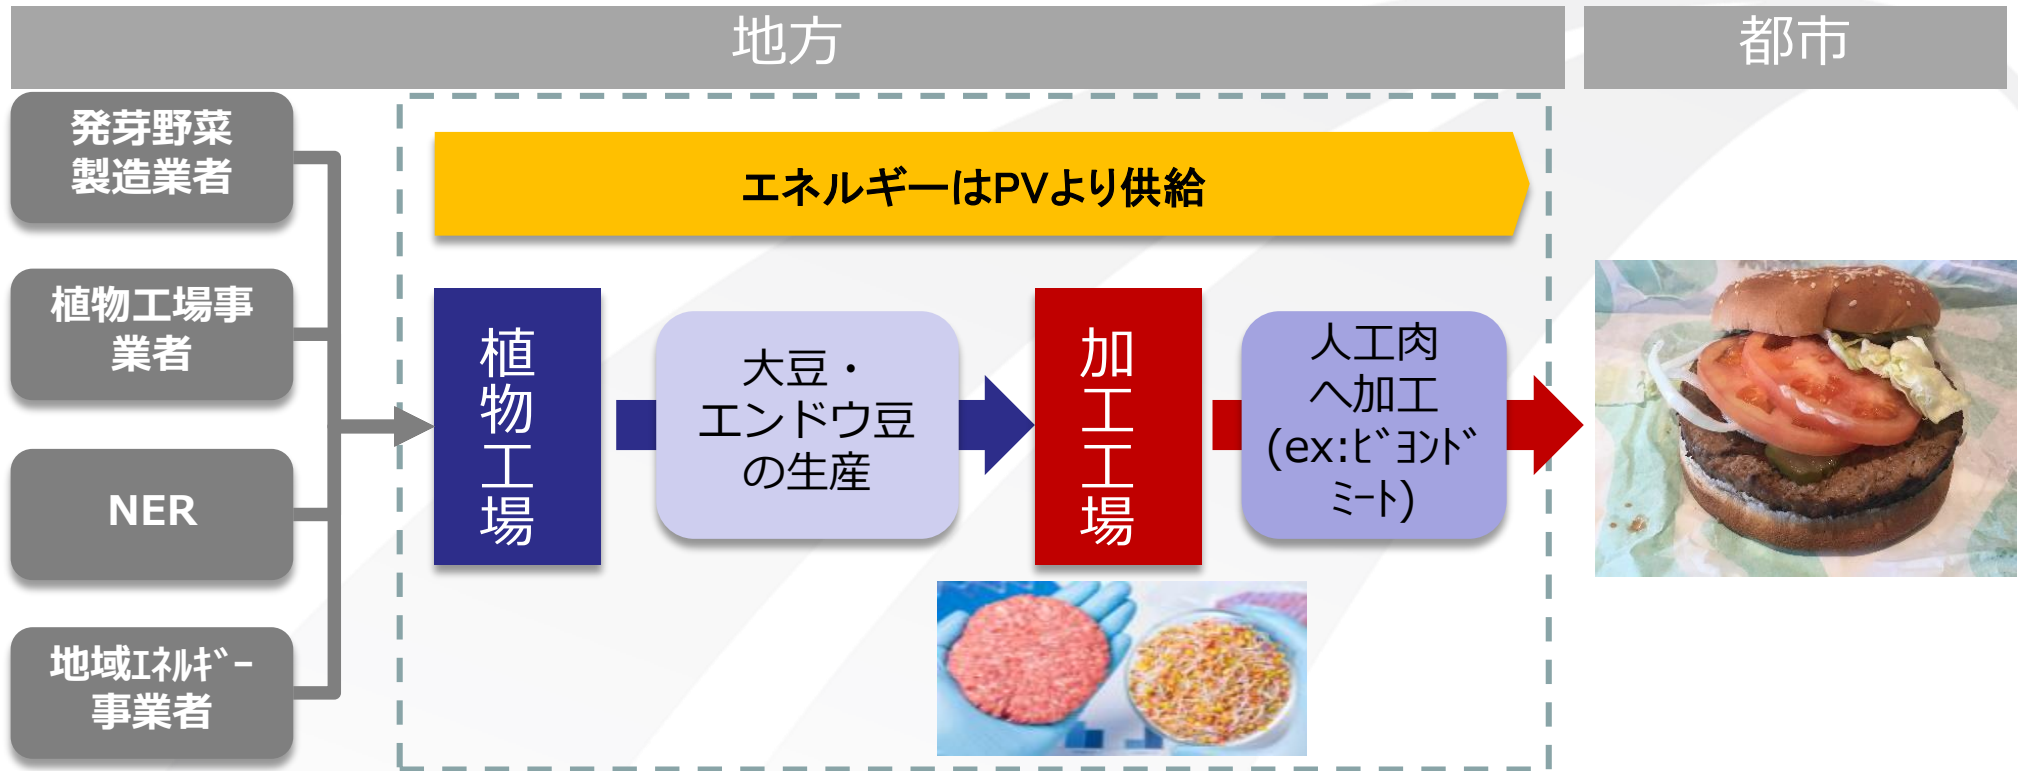 地方
都市
発芽野菜
製造業者
植物工場事
業者
NER
地域ｴﾈﾙｷﾞｰ
事業者
エネルギーはPVより供給
植物工場
大豆・
エンドウ豆
の生産
加工工場
人工肉
へ加工
(ex:ﾋﾞﾖﾝﾄﾞ
ﾐｰﾄ)